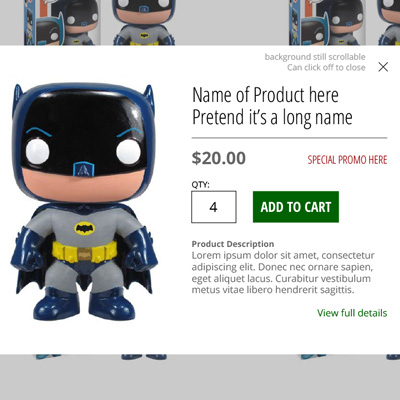 background still scrollable
Can click off to close
Name of Product here
Pretend it's a long name
$20.00
SPECIAL PROMO HERE
QTY:
4
ADD TO CART
Product Description
Lorem ipsum dolor sit amet, consectetur
adipiscing elit. Donec nec ornare sapien,
eget aliquet lacus. Curabitur vestibulum
metus vitae libero hendrerit sagittis.
View full details